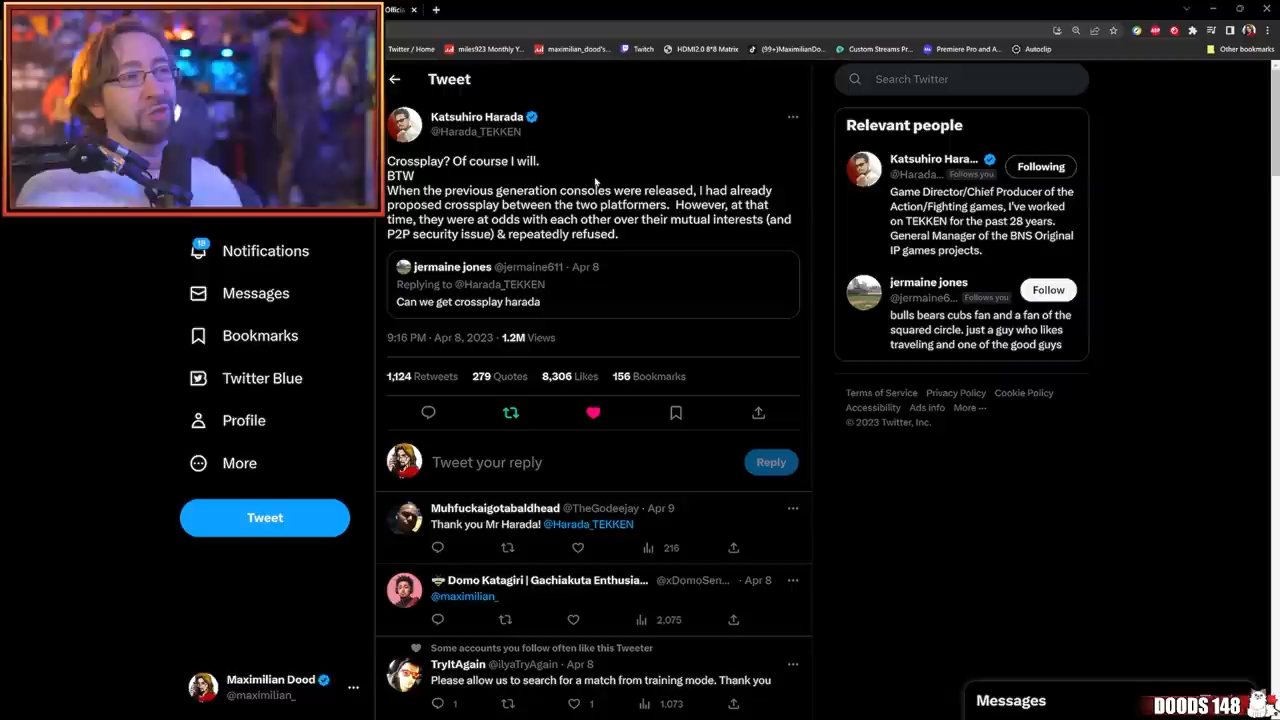 Officia
Twitter / Home
miles923 Monthly Y...
maximilian_dood's...
Twitch
HDMI2.0 8*8 Matrix
(99+)MaximilianDo...
Custom Streams Pr...
Premiere Pro and A...
Autoclip
Other bookmarks
Tweet
Search Twitter
Katsuhiro Harada
@Harada_TEKKEN
Crossplay? Of course I will.
BTW
When the previous generation consoles were released, I had already
proposed crossplay between the two platformers. However, at that
time, they were at odds with each other over their mutual interests (and
P2P security issue) & repeatedly refused.
jermaine jones @jermaine611 · Apr 8
Replying to @Harada_TEKKEN
Can we get crossplay harada
9:16 PM · Apr 8, 2023 · 1.2M Views
1,124 Retweets 279 Quotes 8,306 Likes 156 Bookmarks
Tweet your reply
Reply
Muhfuckaigotabaldhead @TheGodeejay · Apr 9
Thank you Mr Harada! @Harada_TEKKEN
216
Domo Katagiri | Gachiakuta Enthusia... @xDomoSen... · Apr 8
@maximilian_
2,075
Some accounts you follow often like this Tweeter
TryItAgain @ilyaTryAgain · Apr 8
Please allow us to search for a match from training mode. Thank you
1 1 1,073
18
Notifications
Messages
Bookmarks
Twitter Blue
Profile
More
Tweet
Maximilian Dood
@maximilian_
Relevant people
Katsuhiro Hara...
@Harada... Follows you
Following
Game Director/Chief Producer of the
Action/Fighting games, I've worked
on TEKKEN for the past 28 years.
General Manager of the BNS Original
IP games projects.
jermaine jones
@jermaine6... Follows you
Follow
bulls bears cubs fan and a fan of the
squared circle. just a guy who likes
traveling and one of the good guys
Terms of Service Privacy Policy Cookie Policy
Accessibility Ads info More ···
© 2023 Twitter, Inc.
Messages
DOODS 148